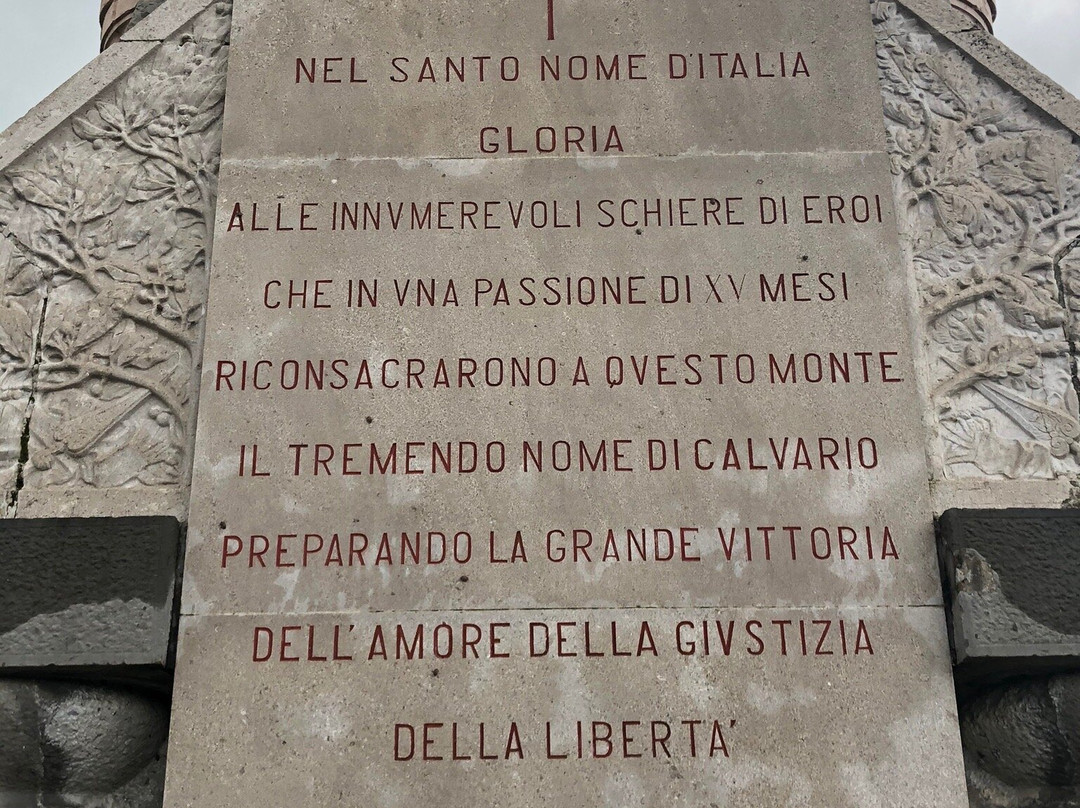 NEL SANTO NOME D'ITALIA
GLORIA
ALLE INNVMEREVOLI SCHIERE DI EROI
CHE IN VNA PASSIONE DI XV MESI
RICONSACRARONO A QVESTO MONTE
IL TREMENDO NOME DI CALVARIO
PREPARANDO LA GRANDE VITTORIA
DELL'AMORE DELLA GIVSTIZIA
DELLA LIBERTA'